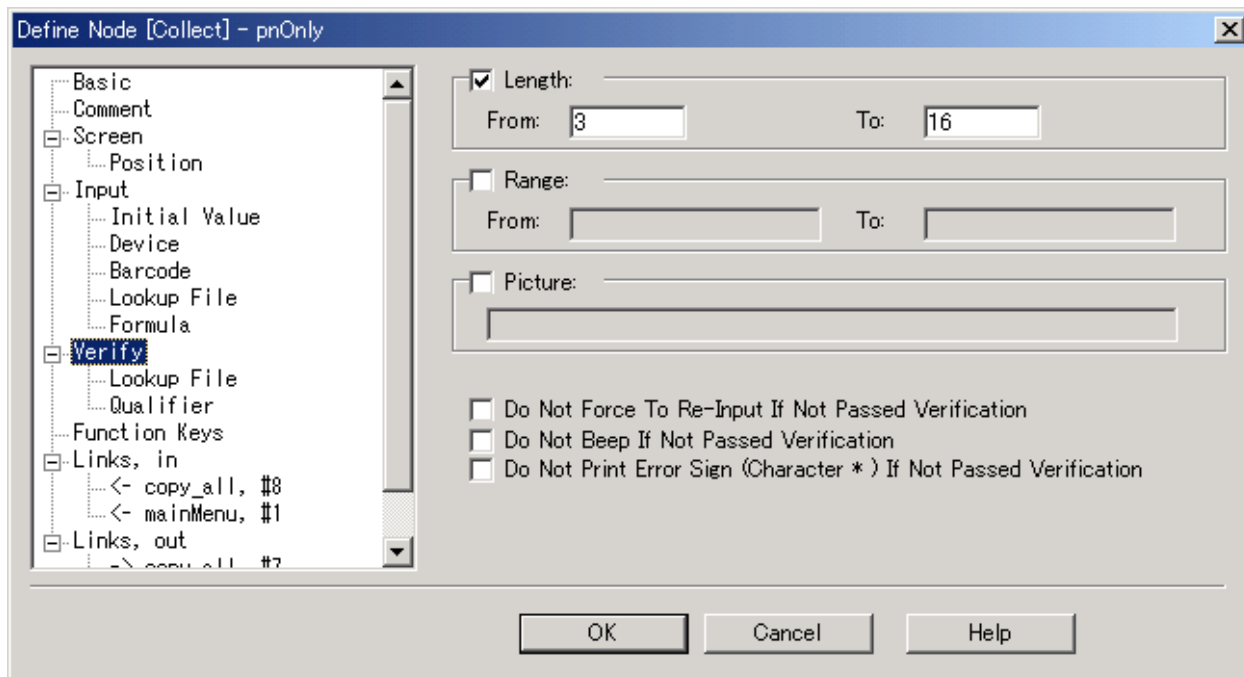 Define Node [Collect] - pnOnly
Basic
Comment
Screen
Position
Input
Initial Value
Device
Barcode
Lookup File
Formula
Verify
Lookup File
Qualifier
Function Keys
Links, in
<- copy_all, #8
<- mainMenu, #1
Links, out
-> copy_all, #7
Length:
From: 3 To: 16
Range:
From: To:
Picture:
Do Not Force To Re-Input If Not Passed Verification
Do Not Beep If Not Passed Verification
Do Not Print Error Sign (Character * ) If Not Passed Verification
OK Cancel Help